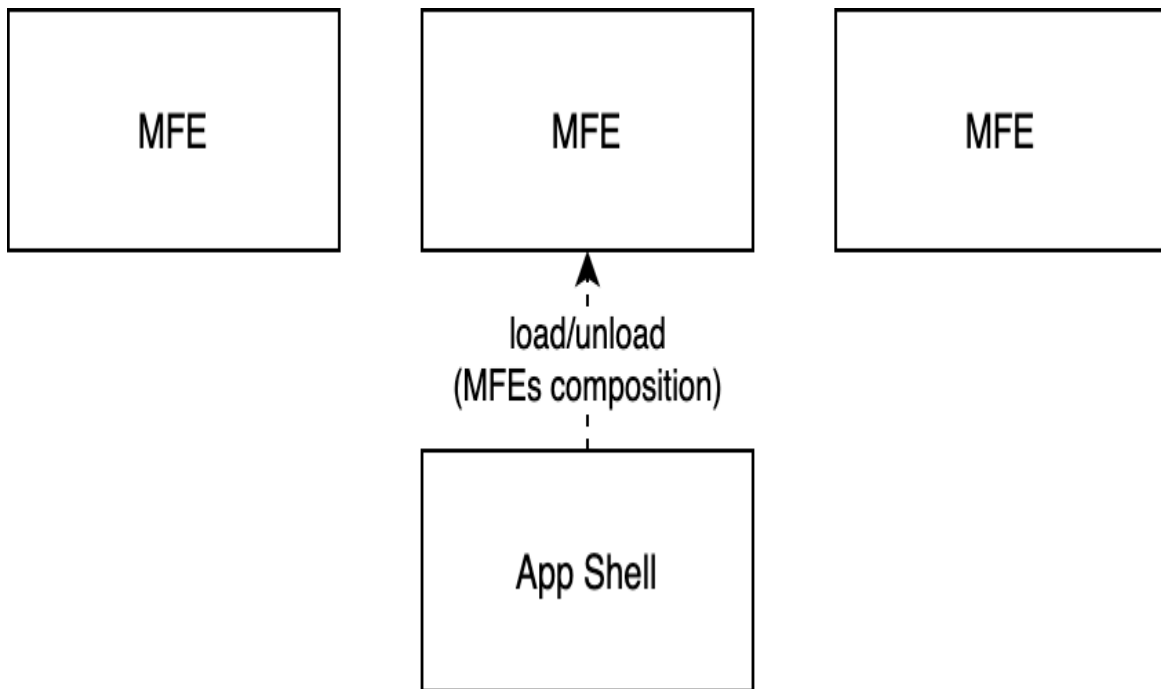 MFE
MFE
MFE
load/unload
(MFEs composition)
App Shell